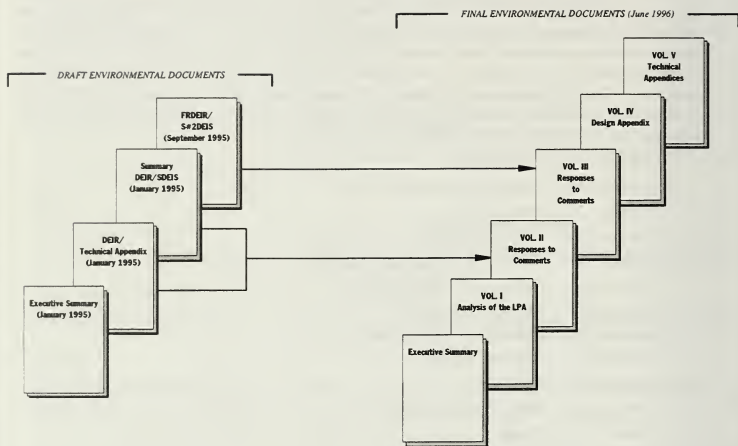 DRAFT ENVIRONMENTAL DOCUMENTS
FRDEIR/
S#2DEIS
(September 1995)
Summary
DEIR/SDEIS
(January 1995)
DEIR/
Technical Appendix
(January 1995)
Executive Summary
(January 1995)
FINAL ENVIRONMENTAL DOCUMENTS (June 1996)
VOL. V
Technical
Appendices
VOL. IV
Design Appendix
VOL. III
Responses
to
Comments
VOL. II
Responses to
Comments
VOL. I
Analysis of the LPA
Executive Summary